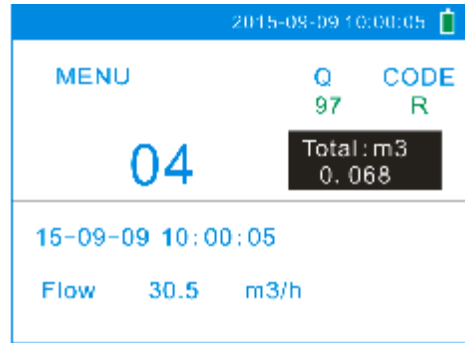 2015-09-09 10:00:05
MENU Q CODE
97 R
04 Total:m3
0.068
15-09-09 10:00:05
Flow 30.5 m3/h